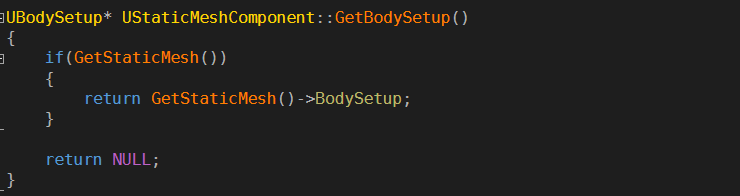 UBodySetup* UStaticMeshComponent::GetBodySetup()
{
    if(GetStaticMesh())
    {
        return GetStaticMesh()->BodySetup;
    }

    return NULL;
}